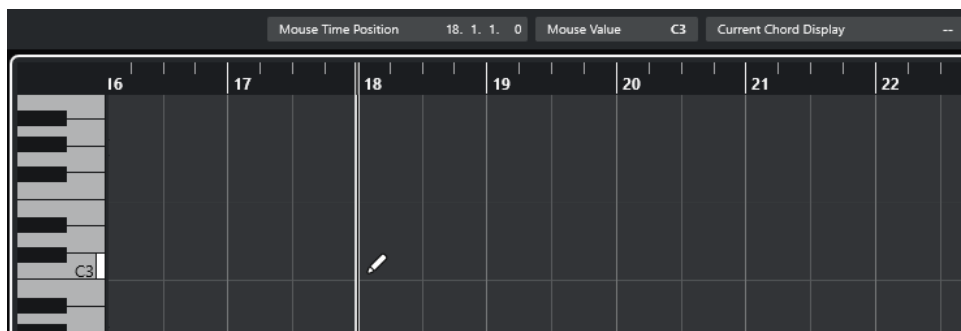 Mouse Time Position 18. 1. 1. 0 Mouse Value C3 Current Chord Display --
16 17 18 19 20 21 22
C3